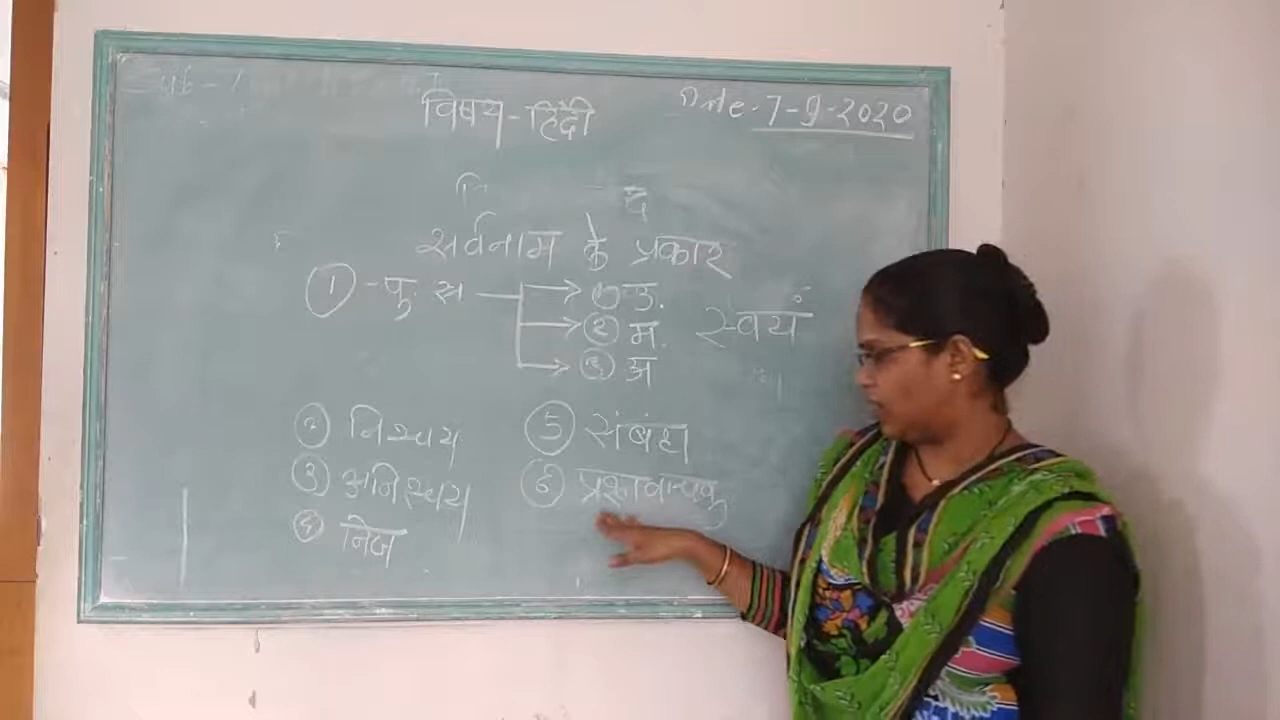 विषय-हिंदी
Date-7-9-2020
सर्वनाम के प्रकार
① -पु. स → ① उ.
→ ② म.
→ ③ अ
स्वयं
② निश्चय
③ अनिश्चय
④ निज
⑤ संबंध
⑥ प्रश्नवाचक